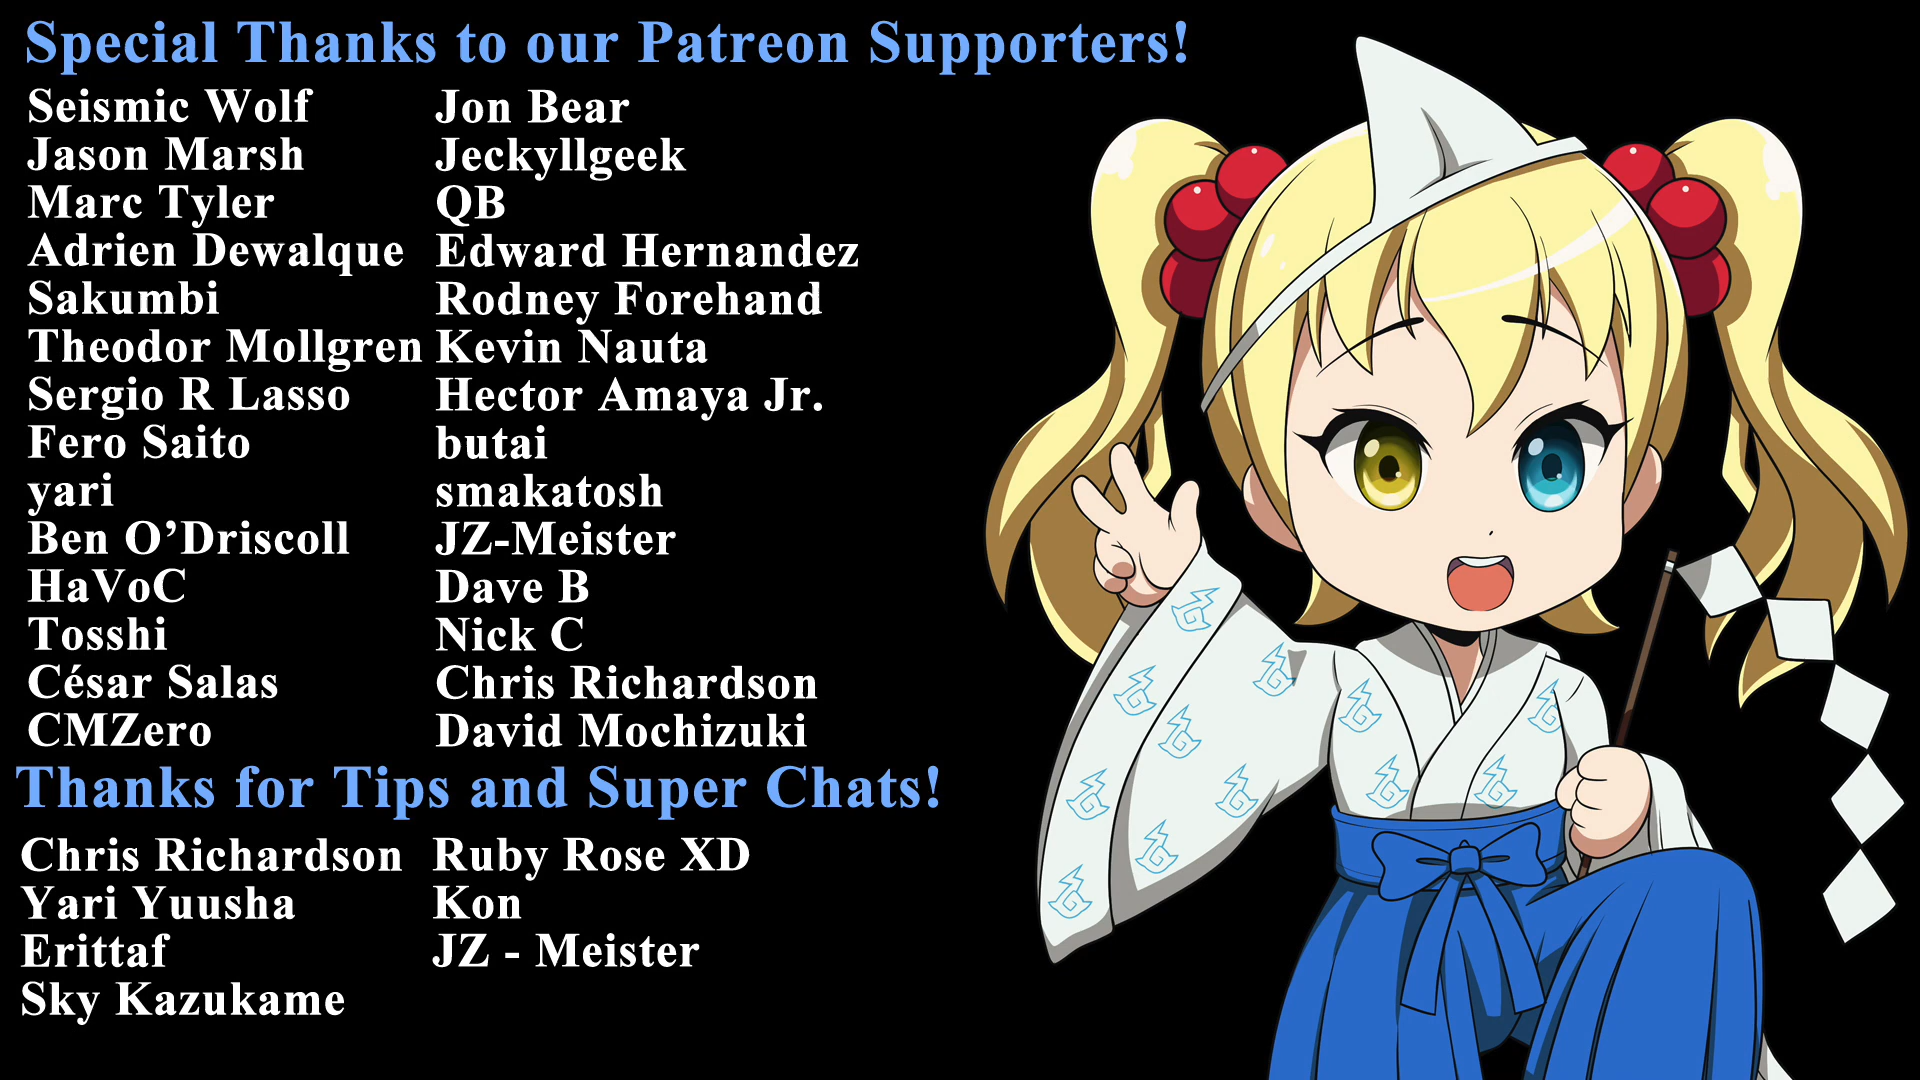 Special Thanks to our Patreon Supporters!
Seismic Wolf
Jason Marsh
Marc Tyler
Adrien Dewalque
Sakumbi
Theodor Mollgren
Sergio R Lasso
Fero Saito
yari
Ben O’Driscoll
HaVoC
Tosshi
César Salas
CMZero
Jon Bear
Jeckyllgeek
QB
Edward Hernandez
Rodney Forehand
Kevin Nauta
Hector Amaya Jr.
butai
smakatosh
JZ-Meister
Dave B
Nick C
Chris Richardson
David Mochizuki
Thanks for Tips and Super Chats!
Chris Richardson
Yari Yuusha
Erittaf
Sky Kazukame
Ruby Rose XD
Kon
JZ - Meister